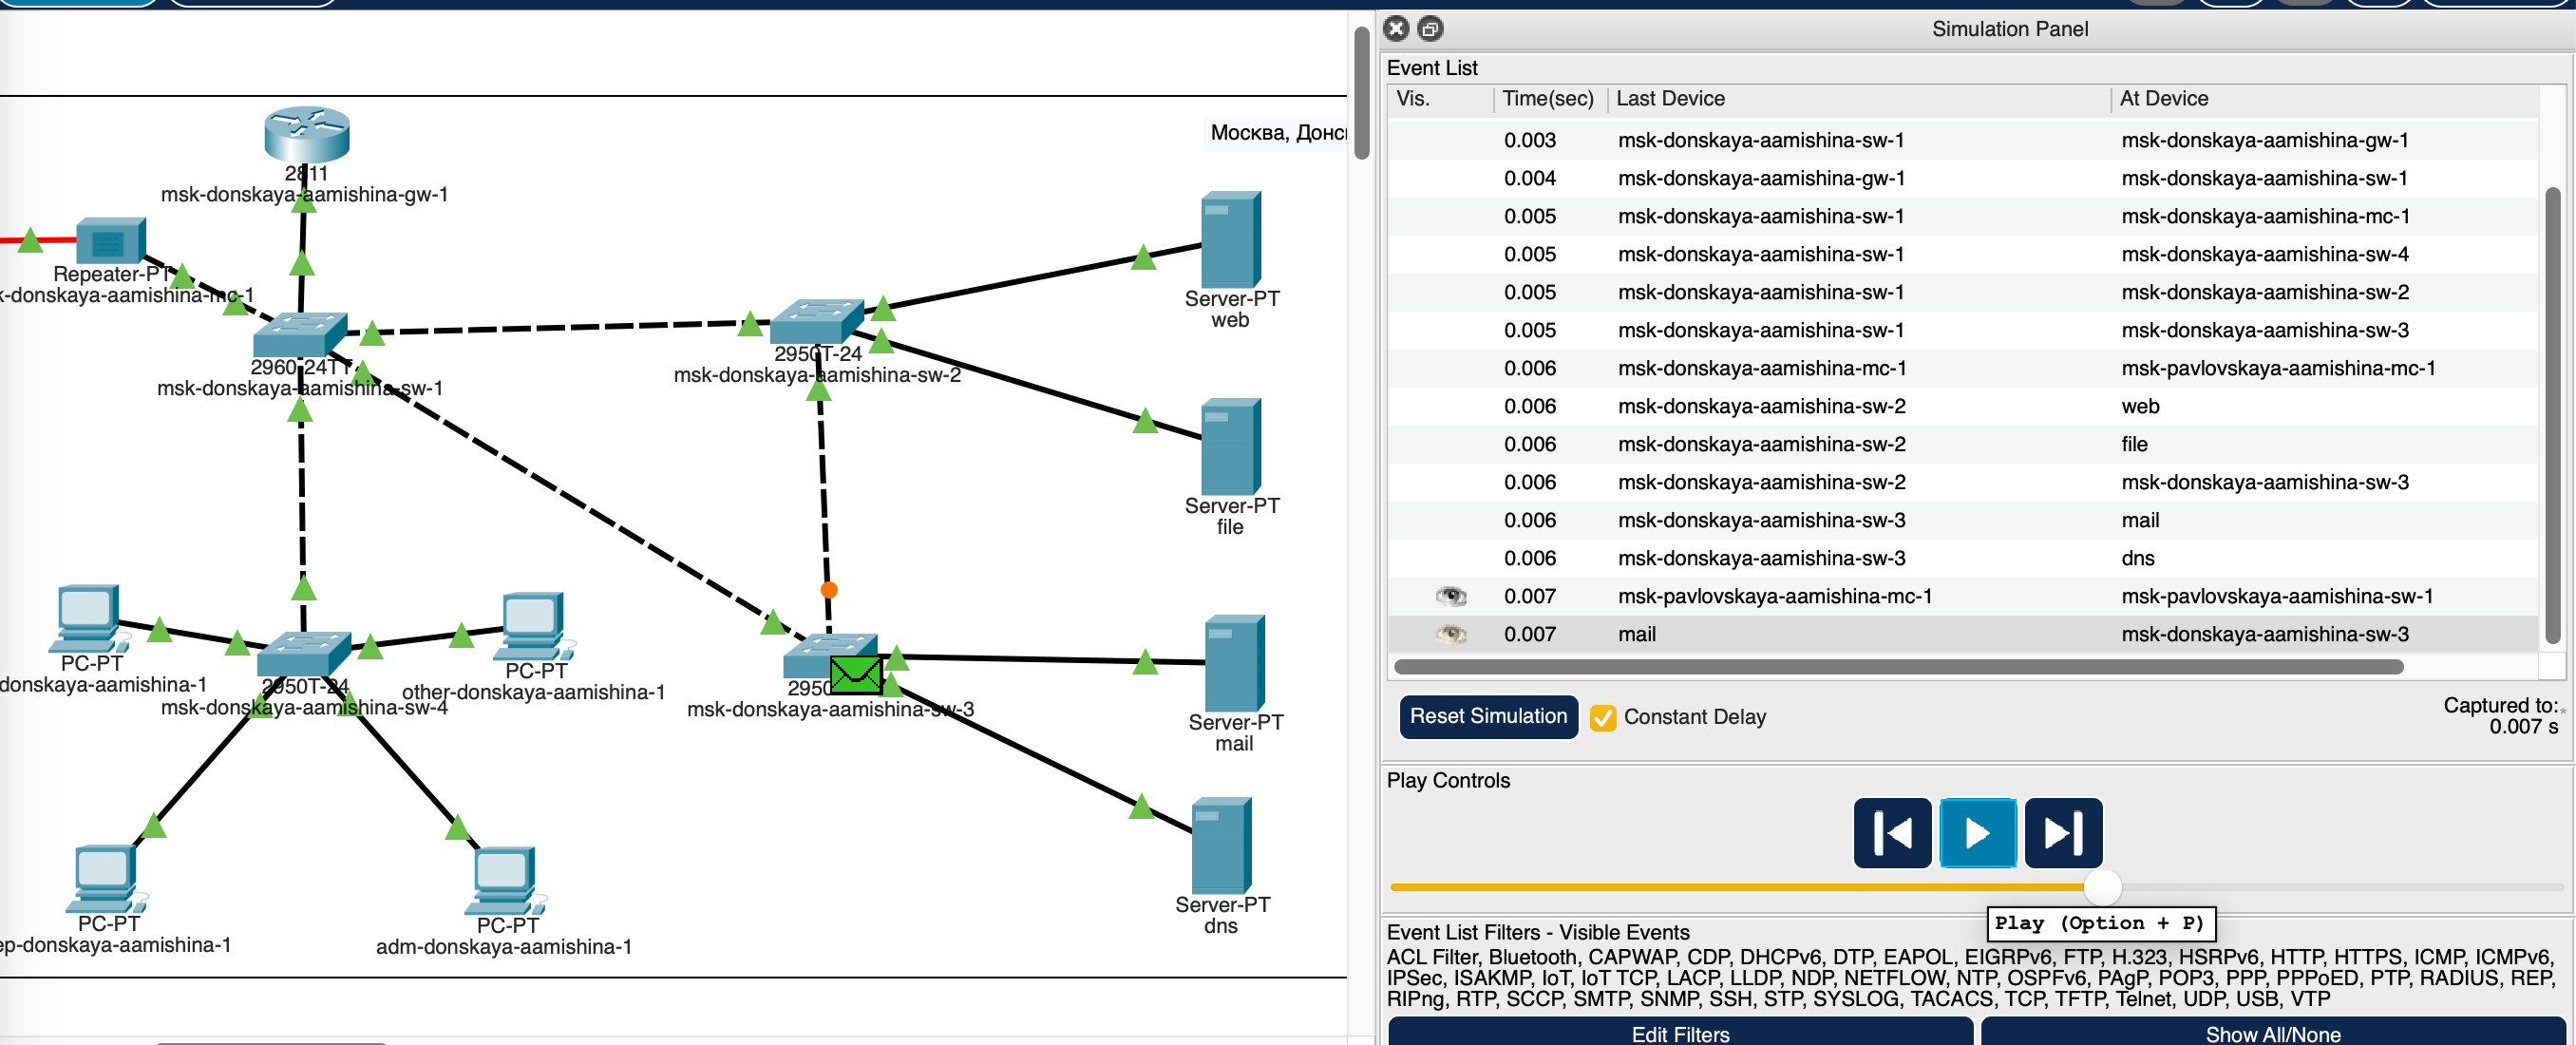 2811
msk-donskaya-aamishina-gw-1
Москва, Донс
Repeater-PT
k-donskaya-aamishina-mc-1
2960-24TT
msk-donskaya-aamishina-sw-1
2950T-24
msk-donskaya-aamishina-sw-2
Server-PT
web
Server-PT
file
PC-PT
donskaya-aamishina-1
PC-PT
other-donskaya-aamishina-1
2950T-24
msk-donskaya-aamishina-sw-4
2950
msk-donskaya-aamishina-sw-3
Server-PT
mail
Server-PT
dns
PC-PT
ep-donskaya-aamishina-1
PC-PT
adm-donskaya-aamishina-1
Simulation Panel
Event List
Vis. Time(sec) Last Device At Device
0.003 msk-donskaya-aamishina-sw-1 msk-donskaya-aamishina-gw-1
0.004 msk-donskaya-aamishina-gw-1 msk-donskaya-aamishina-sw-1
0.005 msk-donskaya-aamishina-sw-1 msk-donskaya-aamishina-mc-1
0.005 msk-donskaya-aamishina-sw-1 msk-donskaya-aamishina-sw-4
0.005 msk-donskaya-aamishina-sw-1 msk-donskaya-aamishina-sw-2
0.005 msk-donskaya-aamishina-sw-1 msk-donskaya-aamishina-sw-3
0.006 msk-donskaya-aamishina-mc-1 msk-pavlovskaya-aamishina-mc-1
0.006 msk-donskaya-aamishina-sw-2 web
0.006 msk-donskaya-aamishina-sw-2 file
0.006 msk-donskaya-aamishina-sw-2 msk-donskaya-aamishina-sw-3
0.006 msk-donskaya-aamishina-sw-3 mail
0.006 msk-donskaya-aamishina-sw-3 dns
0.007 msk-pavlovskaya-aamishina-mc-1 msk-pavlovskaya-aamishina-sw-1
0.007 mail msk-donskaya-aamishina-sw-3
Reset Simulation Constant Delay
Captured to:*
0.007 s
Play Controls
Play (Option + P)
Event List Filters - Visible Events
ACL Filter, Bluetooth, CAPWAP, CDP, DHCPv6, DTP, EAPOL, EIGRPv6, FTP, H.323, HSRPv6, HTTP, HTTPS, ICMP, ICMPv6,
IPSec, ISAKMP, IoT, IoT TCP, LACP, LLDP, NDP, NETFLOW, NTP, OSPFv6, PAgP, POP3, PPP, PPPoED, PTP, RADIUS, REP,
RIPng, RTP, SCCP, SMTP, SNMP, SSH, STP, SYSLOG, TACACS, TCP, TFTP, Telnet, UDP, USB, VTP
Edit Filters Show All/None